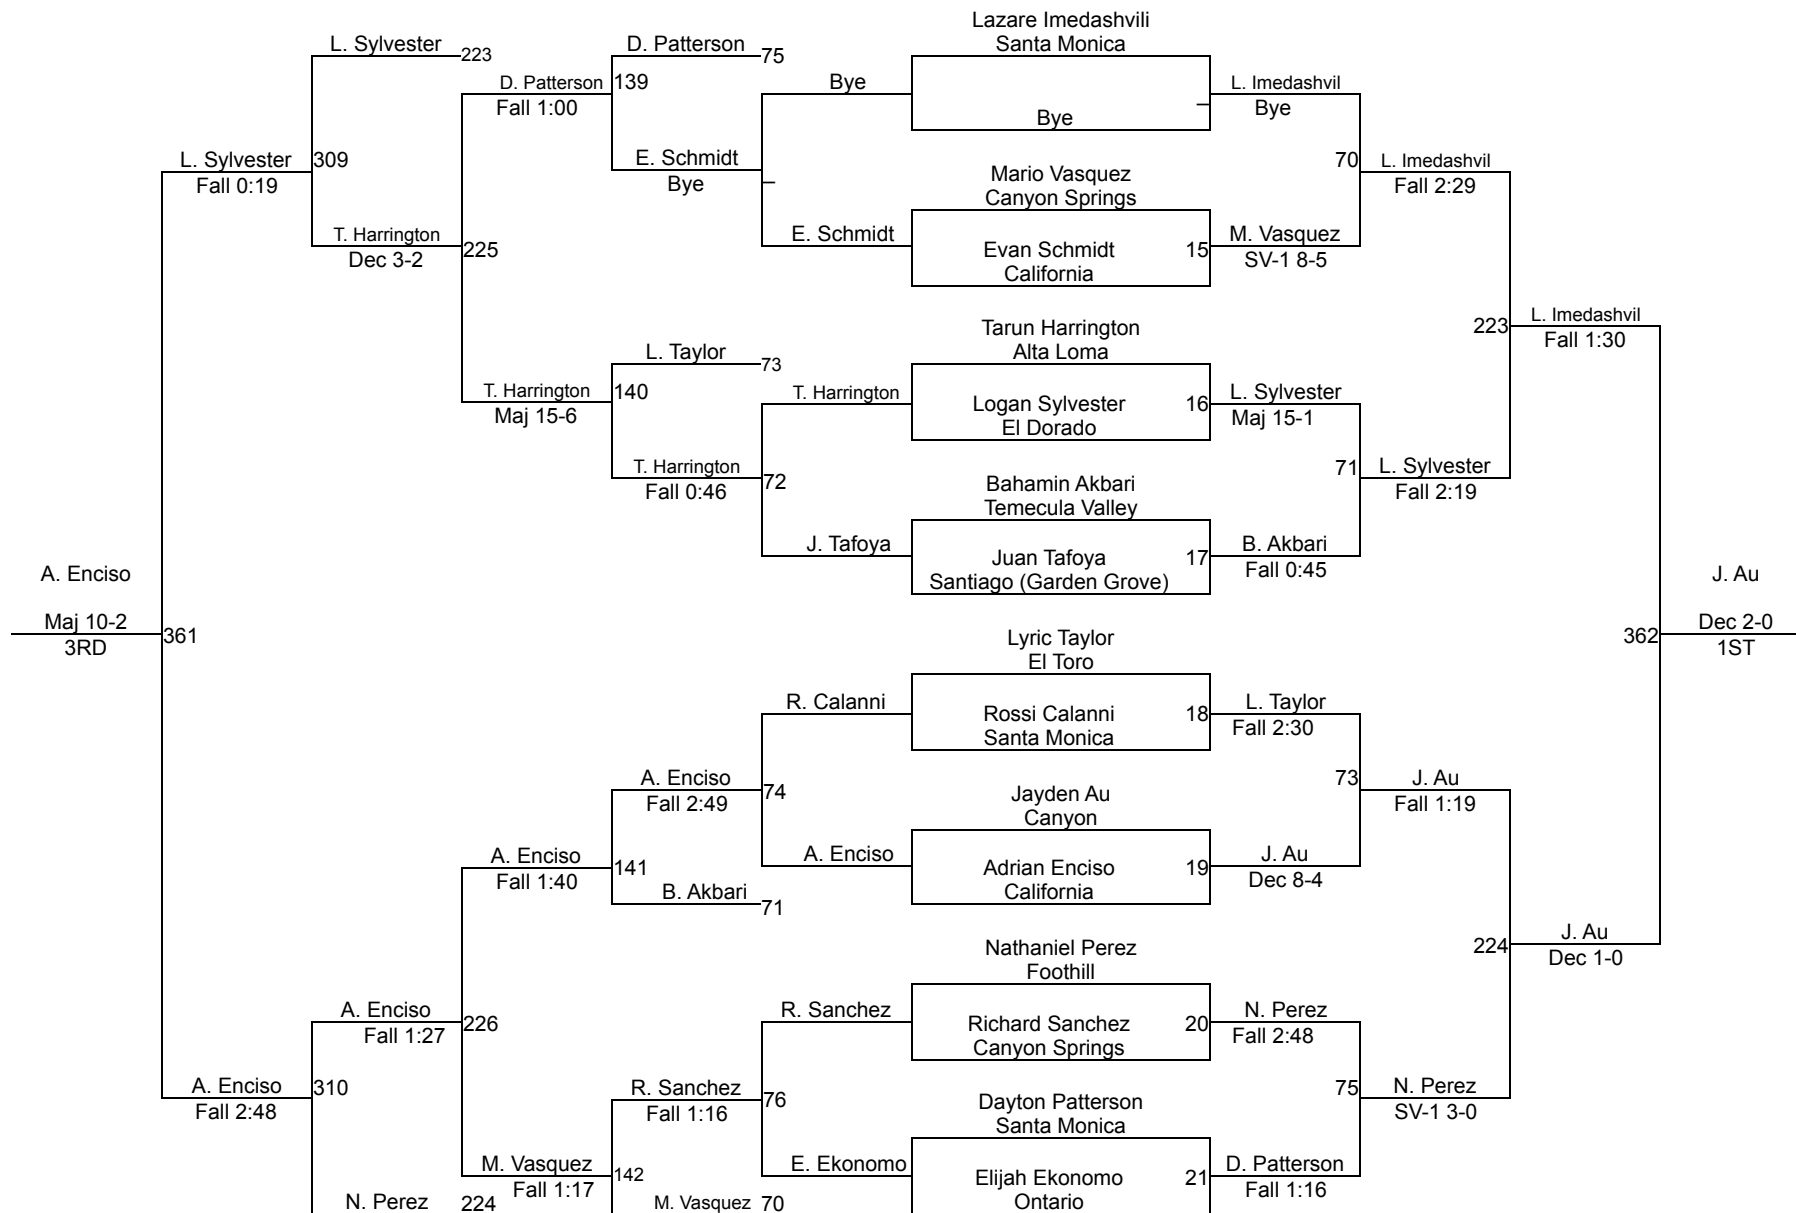 Lazare Imedashvili
L. Sylvester
D. Patterson
Santa Monica
223
75
D. Patterson
139
Bye
L. Imedashvil
Fall 1:00
–
Bye
Bye
E. Schmidt
L. Sylvester
309
70
L. Imedashvil
Fall 0:19
Bye
–
Mario Vasquez
Fall 2:29
Canyon Springs
T. Harrington
E. Schmidt
M. Vasquez
Dec 3-2
225
Evan Schmidt
15
SV-1 8-5
California
Tarun Harrington
223
L. Imedashvil
L. Taylor
Alta Loma
Fall 1:30
73
T. Harrington
140
T. Harrington
L. Sylvester
Maj 15-6
Logan Sylvester
16
Maj 15-1
El Dorado
T. Harrington
71
L. Sylvester
Fall 0:46
72
Bahamin Akbari
Fall 2:19
Temecula Valley
J. Tafoya
B. Akbari
Juan Tafoya
17
Fall 0:45
A. Enciso
Santiago (Garden Grove)
J. Au
Maj 10-2
Dec 2-0
3RD
361
Lyric Taylor
362
1ST
El Toro
R. Calanni
L. Taylor
Rossi Calanni
18
Fall 2:30
Santa Monica
A. Enciso
73
J. Au
Fall 2:49
74
Jayden Au
Fall 1:19
Canyon
A. Enciso
A. Enciso
J. Au
Fall 1:40
141
Adrian Enciso
19
Dec 8-4
B. Akbari
California
71
Nathaniel Perez
224
J. Au
Foothill
Dec 1-0
A. Enciso
R. Sanchez
N. Perez
Fall 1:27
226
Richard Sanchez
20
Fall 2:48
Canyon Springs
A. Enciso
310
R. Sanchez
75
N. Perez
Fall 2:48
Fall 1:16
76
Dayton Patterson
SV-1 3-0
Santa Monica
M. Vasquez
E. Ekonomo
D. Patterson
Fall 1:17
142
Elijah Ekonomo
21
Fall 1:16
N. Perez
224
M. Vasquez
70
Ontario